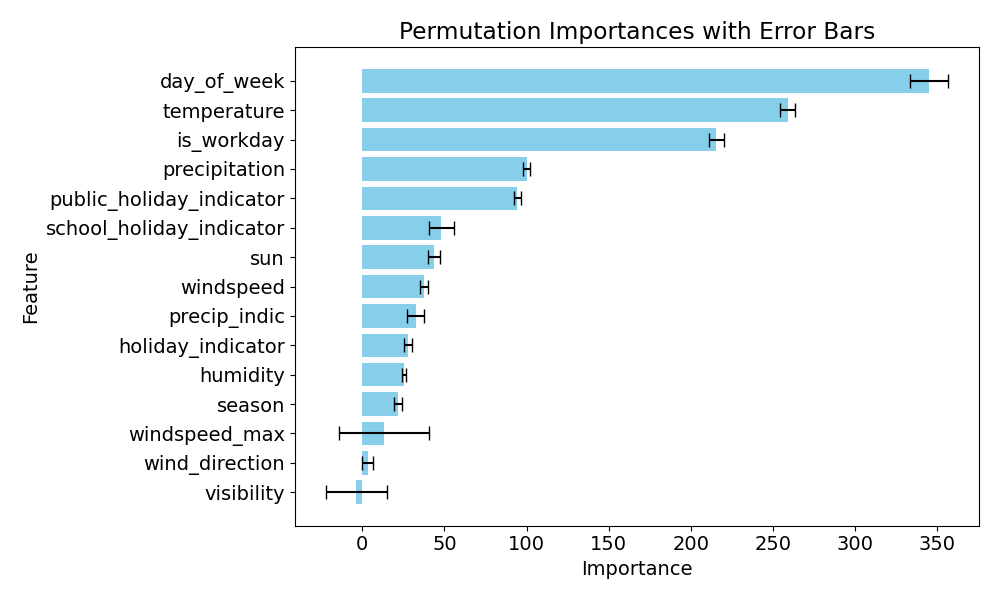 Permutation Importances with Error Bars
day_of_week
temperature
is_workday
precipitation
public_holiday_indicator
school_holiday_indicator
sun
windspeed
precip_indic
holiday_indicator
humidity
season
windspeed_max
wind_direction
visibility
Feature
0 50 100 150 200 250 300 350
Importance